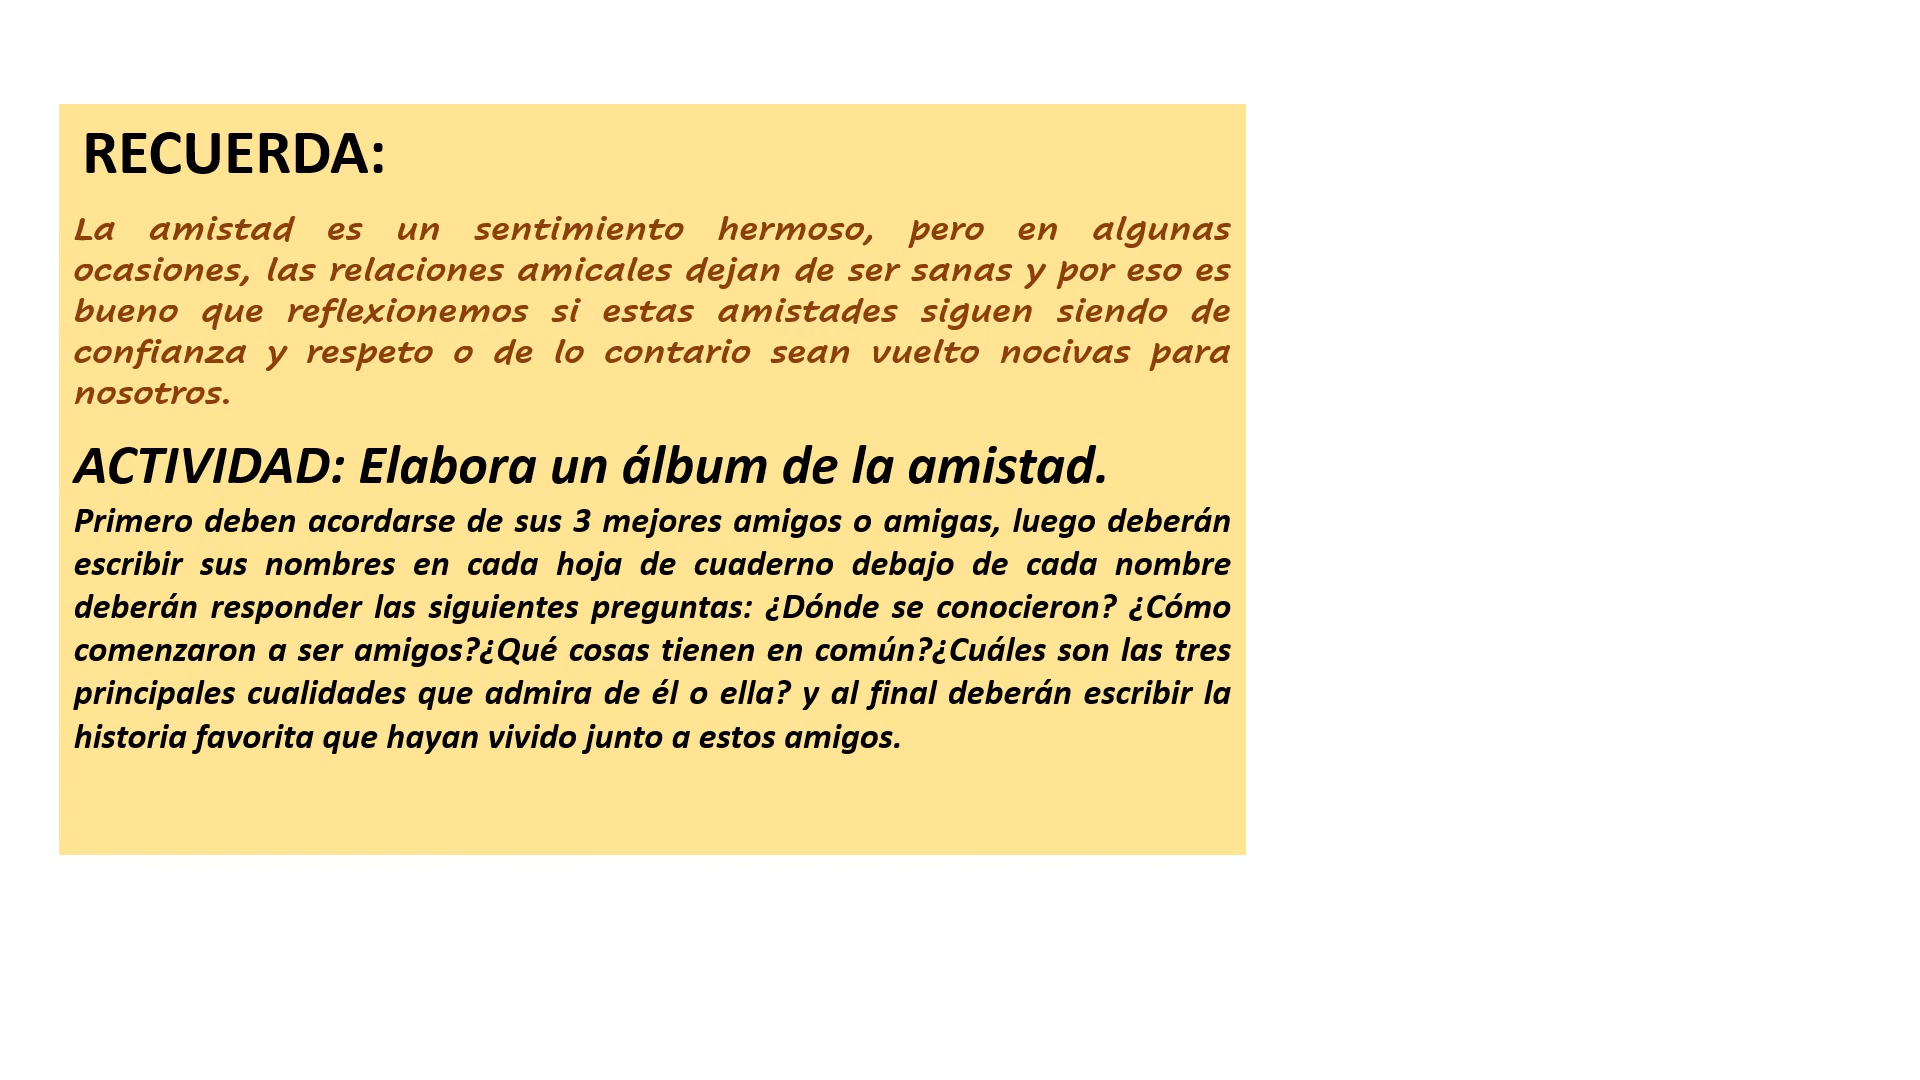 RECUERDA:
La amistad es un sentimiento hermoso, pero en algunas
ocasiones, las relaciones amicales dejan de ser sanas y por eso es
bueno que reflexionemos si estas amistades siguen siendo de
confianza y respeto o de lo contario sean vuelto nocivas para
nosotros.
ACTIVIDAD: Elabora un álbum de la amistad.
Primero deben acordarse de sus 3 mejores amigos o amigas, luego deberán
escribir sus nombres en cada hoja de cuaderno debajo de cada nombre
deberán responder las siguientes preguntas: ¿Dónde se conocieron? ¿Cómo
comenzaron a ser amigos?¿Qué cosas tienen en común?¿Cuáles son las tres
principales cualidades que admira de él o ella? y al final deberán escribir la
historia favorita que hayan vivido junto a estos amigos.